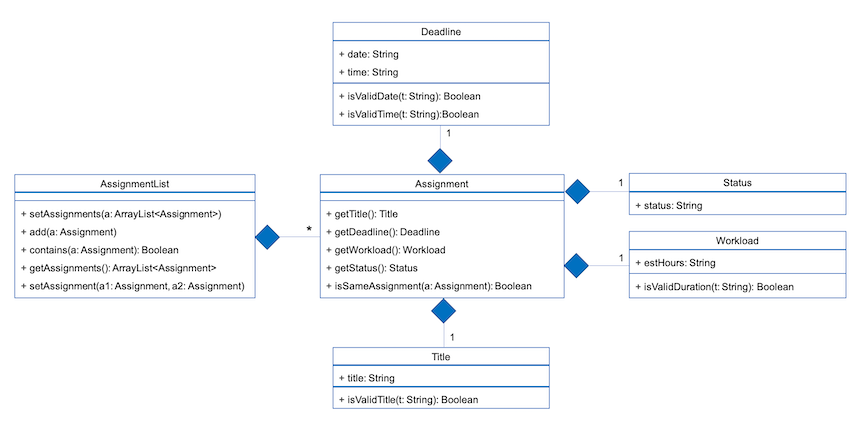 Deadline
+ date: String
+ time: String
+ isValidDate(t: String): Boolean
+ isValidTime(t: String):Boolean
1
AssignmentList
+ setAssignments(a: ArrayList<Assignment>)
+ add(a: Assignment)
+ contains(a: Assignment): Boolean
+ getAssignments(): ArrayList<Assignment>
+ setAssignment(a1: Assignment, a2: Assignment)
*
Assignment
+ getTitle(): Title
+ getDeadline(): Deadline
+ getWorkload(): Workload
+ getStatus(): Status
+ isSameAssignment(a: Assignment): Boolean
1
Status
+ status: String
1
Workload
+ estHours: String
+ isValidDuration(t: String): Boolean
1
Title
+ title: String
+ isValidTitle(t: String): Boolean